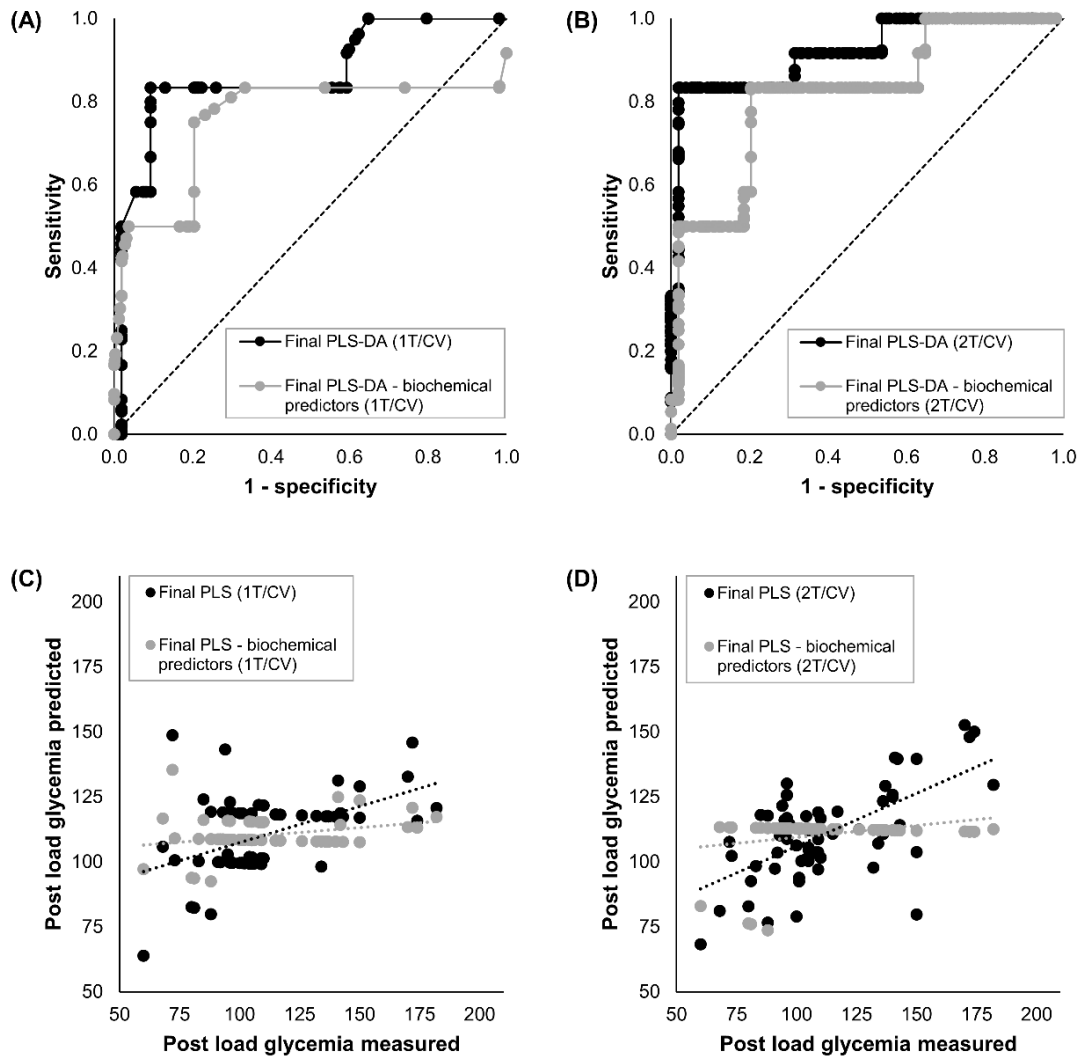 (A)
1.0
0.8
0.6
0.4
0.2
0.0
Sensitivity
Final PLS-DA (1T/CV)
Final PLS-DA - biochemical
predictors (1T/CV)
0.0 0.2 0.4 0.6 0.8 1.0
1 - specificity
(B)
1.0
0.8
0.6
0.4
0.2
0.0
Sensitivity
Final PLS-DA (2T/CV)
Final PLS-DA - biochemical
predictors (2T/CV)
0.0 0.2 0.4 0.6 0.8 1.0
1 - specificity
(C)
200
175
150
125
100
75
50
Post load glycemia predicted
Final PLS (1T/CV)
Final PLS - biochemical
predictors (1T/CV)
50 75 100 125 150 175 200
Post load glycemia measured
(D)
200
175
150
125
100
75
50
Post load glycemia predicted
Final PLS (2T/CV)
Final PLS - biochemical
predictors (2T/CV)
50 75 100 125 150 175 200
Post load glycemia measured